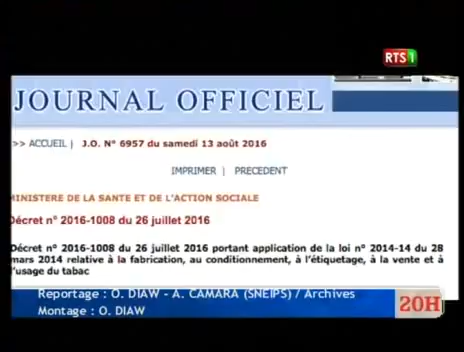 RTS1
JOURNAL OFFICIEL
>> ACCUEIL | J.O. N° 6957 du samedi 13 août 2016
IMPRIMER | PRECEDENT
MINISTERE DE LA SANTE ET DE L'ACTION SOCIALE
Décret n° 2016-1008 du 26 juillet 2016
Décret n° 2016-1008 du 26 juillet 2016 portant application de la loi n° 2014-14 du 28
mars 2014 relative à la fabrication, au conditionnement, à l'étiquetage, à la vente et à
l'usage du tabac
Reportage : O. DIAW - A. CAMARA (SNEIPS) / Archives
Montage : O. DIAW
20H